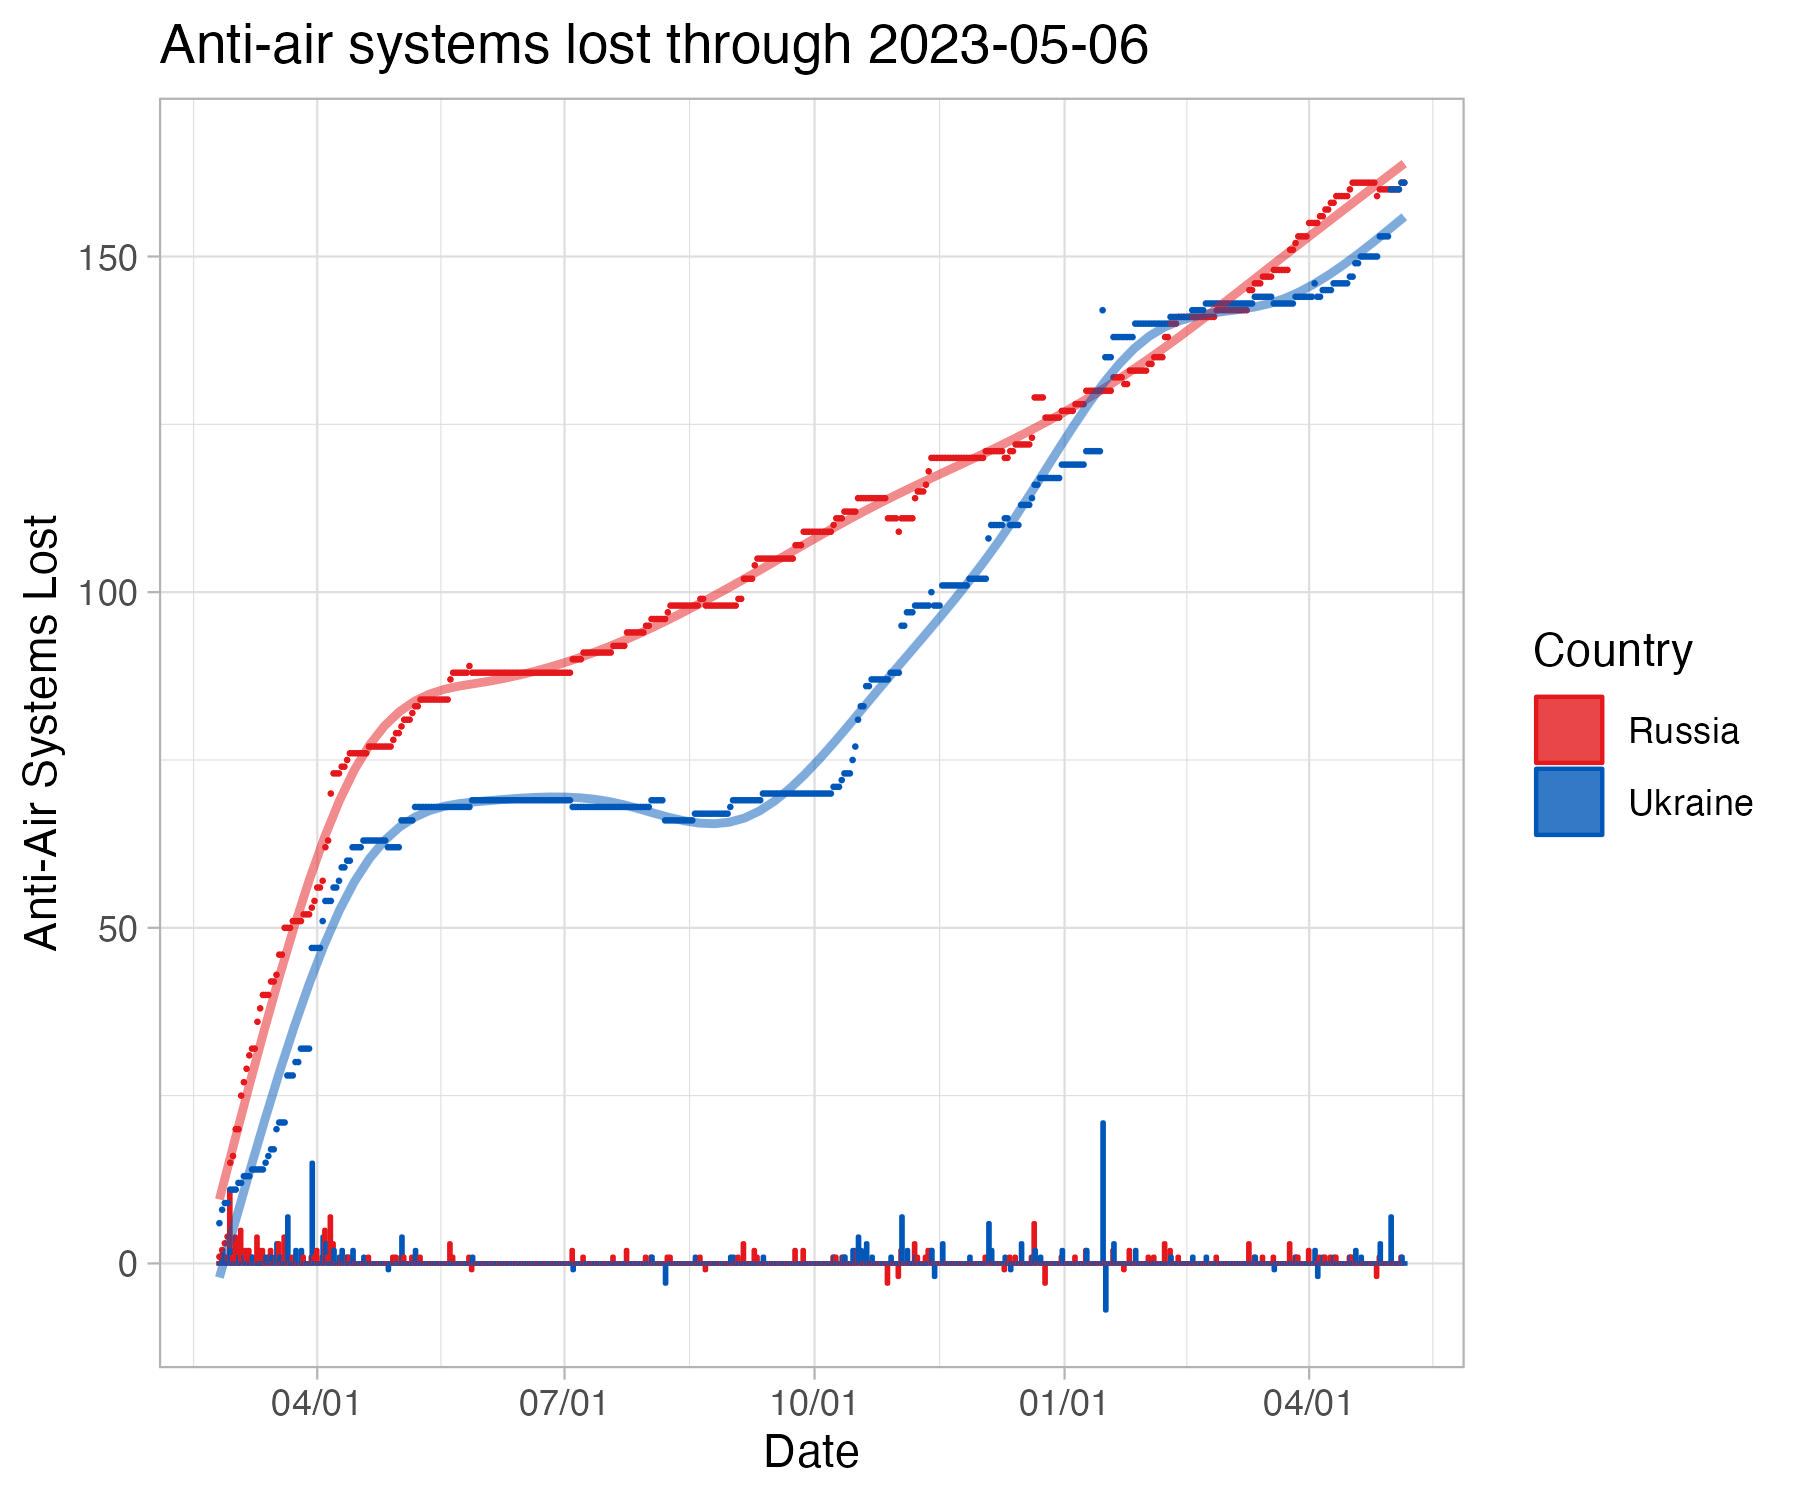 Anti-air systems lost through 2023-05-06
Anti-Air Systems Lost
150
100
50
0
04/01
07/01
10/01
01/01
04/01
Date
Country
Russia
Ukraine